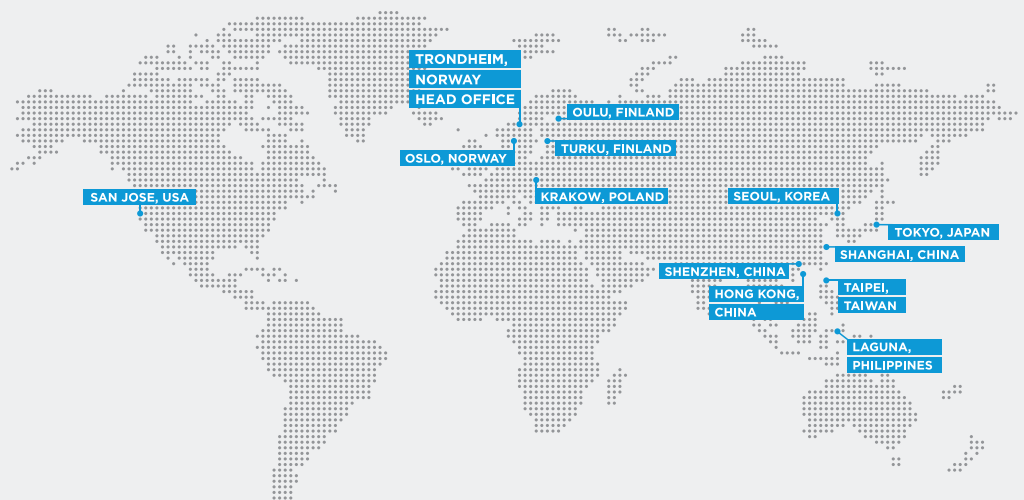 TRONDHEIM,
NORWAY
HEAD OFFICE
OULU, FINLAND
OSLO, NORWAY
TURKU, FINLAND
SAN JOSE, USA
KRAKOW, POLAND
SEOUL, KOREA
TOKYO, JAPAN
SHANGHAI, CHINA
SHENZHEN, CHINA
HONG KONG,
CHINA
TAIPEI,
TAIWAN
LAGUNA,
PHILIPPINES